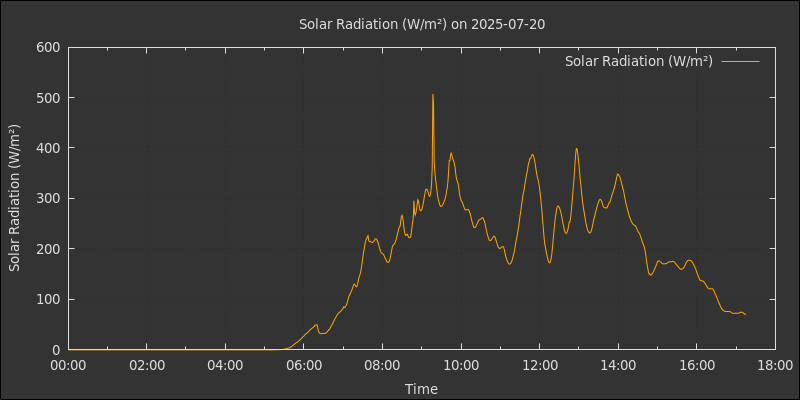 Solar Radiation (W/m²) on 2025-07-20
Solar Radiation (W/m²)
Solar Radiation (W/m²)
600
500
400
300
200
100
0
00:00 02:00 04:00 06:00 08:00 10:00 12:00 14:00 16:00 18:00
Time